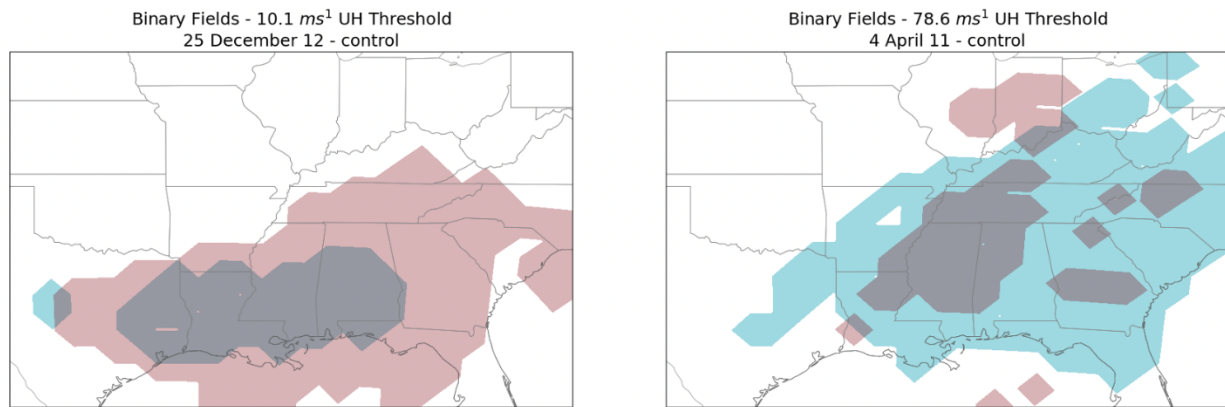 Binary Fields - 10.1 ms¹ UH Threshold
25 December 12 - control
Binary Fields - 78.6 ms¹ UH Threshold
4 April 11 - control